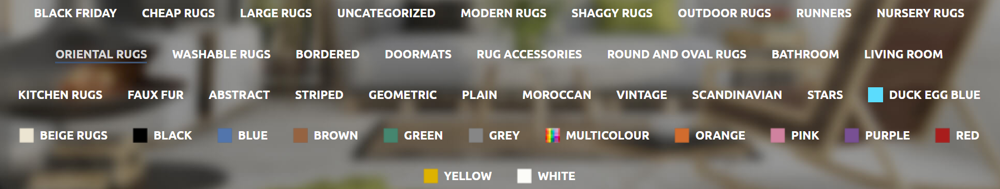 BLACK FRIDAY CHEAP RUGS LARGE RUGS UNCATEGORIZED MODERN RUGS SHAGGY RUGS OUTDOOR RUGS RUNNERS NURSERY RUGS
ORIENTAL RUGS WASHABLE RUGS BORDERED DOORMATS RUG ACCESSORIES ROUND AND OVAL RUGS BATHROOM LIVING ROOM
KITCHEN RUGS FAUX FUR ABSTRACT STRIPED GEOMETRIC PLAIN MOROCCAN VINTAGE SCANDINAVIAN STARS DUCK EGG BLUE
BEIGE RUGS BLACK BLUE BROWN GREEN GREY MULTICOLOUR ORANGE PINK PURPLE RED
YELLOW WHITE